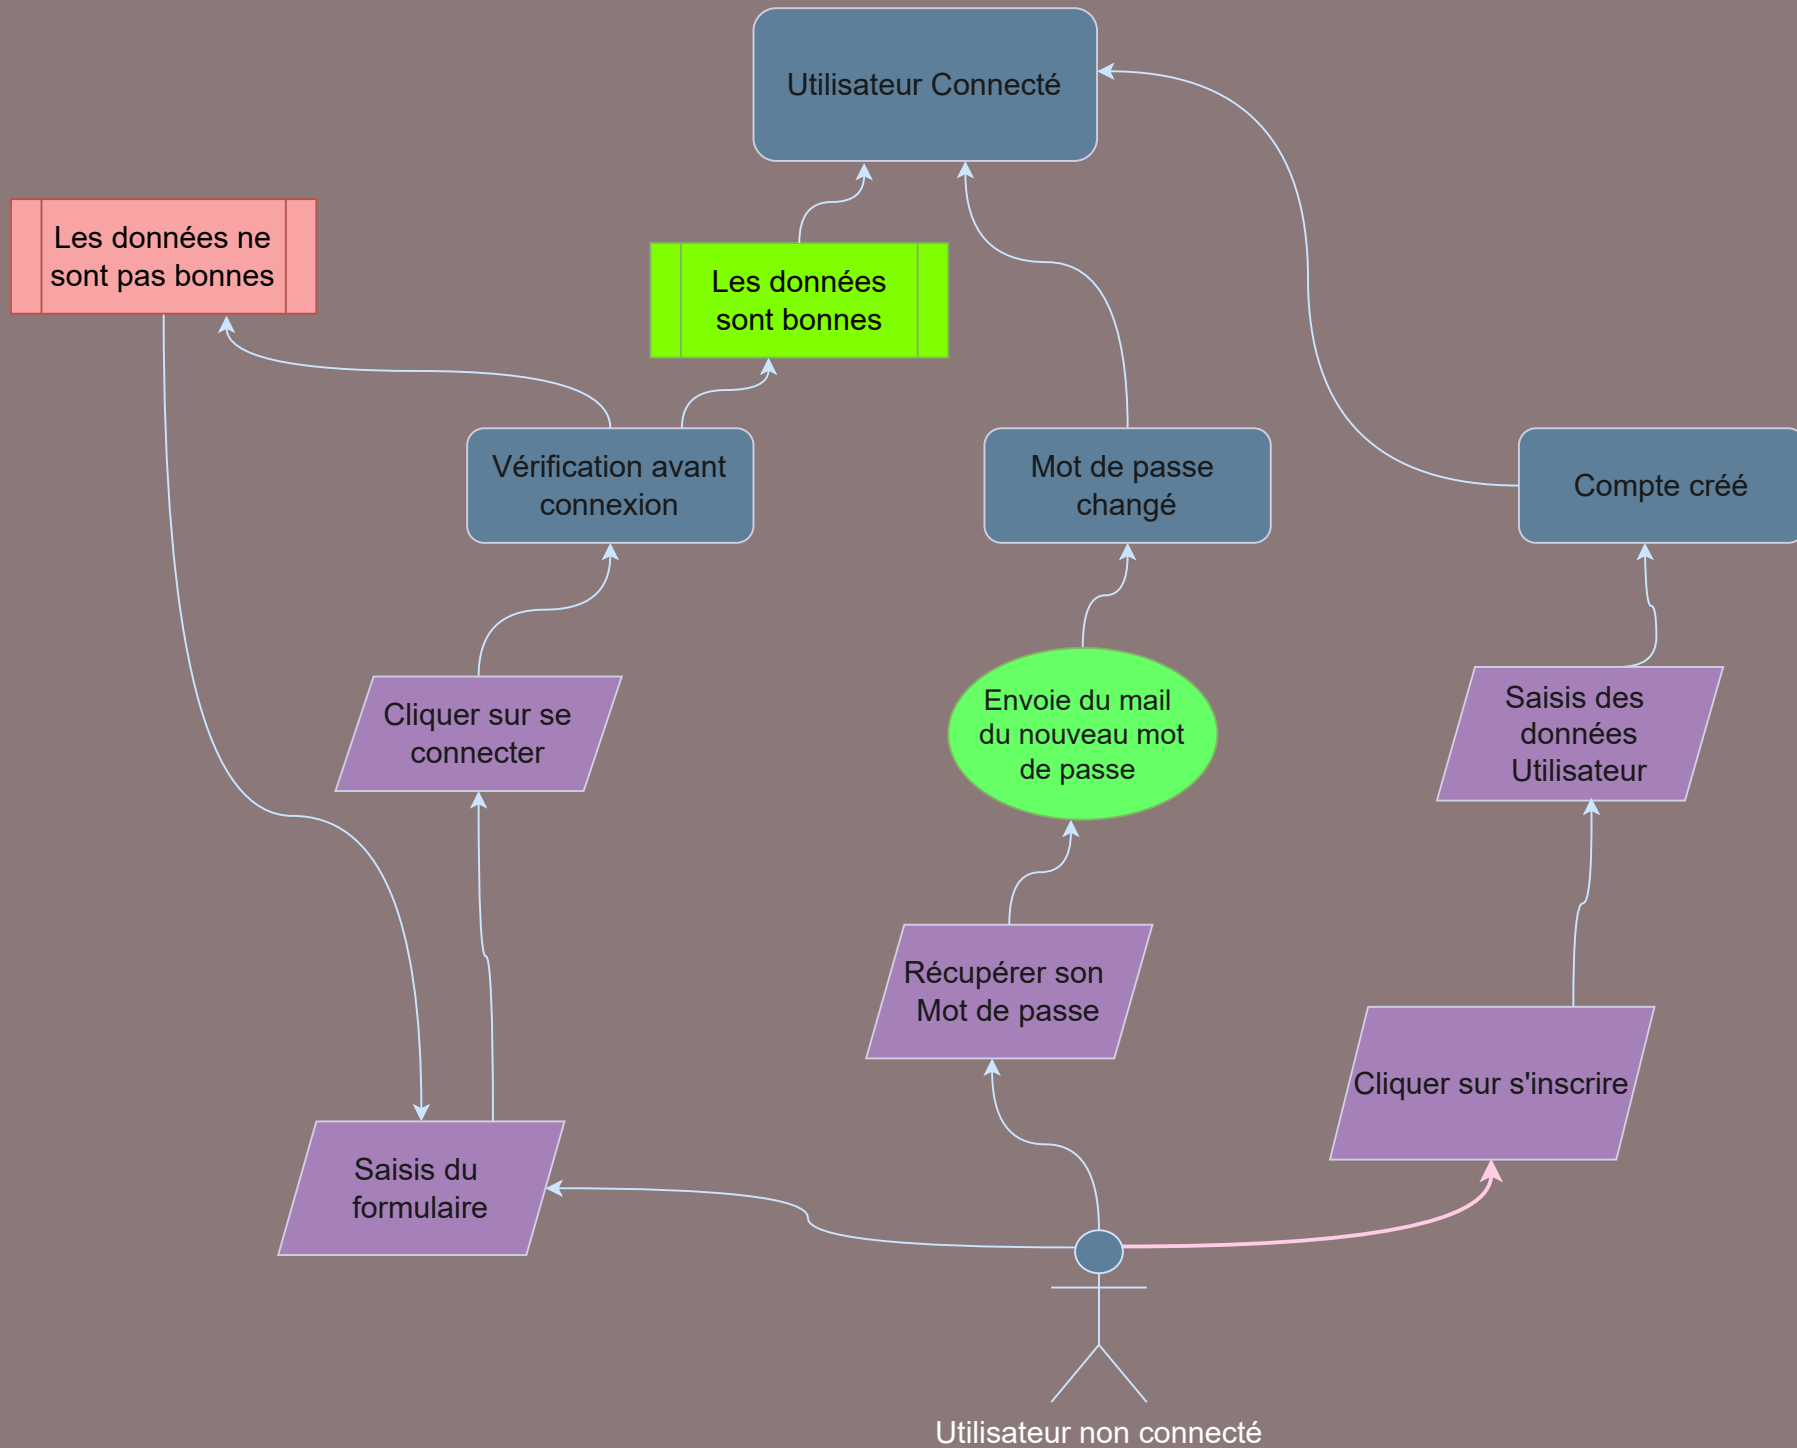 Utilisateur Connecté
Les données ne
sont pas bonnes
Les données
sont bonnes
Vérification avant
connexion
Mot de passe
changé
Compte créé
Cliquer sur se
connecter
Envoie du mail
du nouveau mot
de passe
Saisis des
données
Utilisateur
Récupérer son
Mot de passe
Cliquer sur s'inscrire
Saisis du
formulaire
Utilisateur non connecté